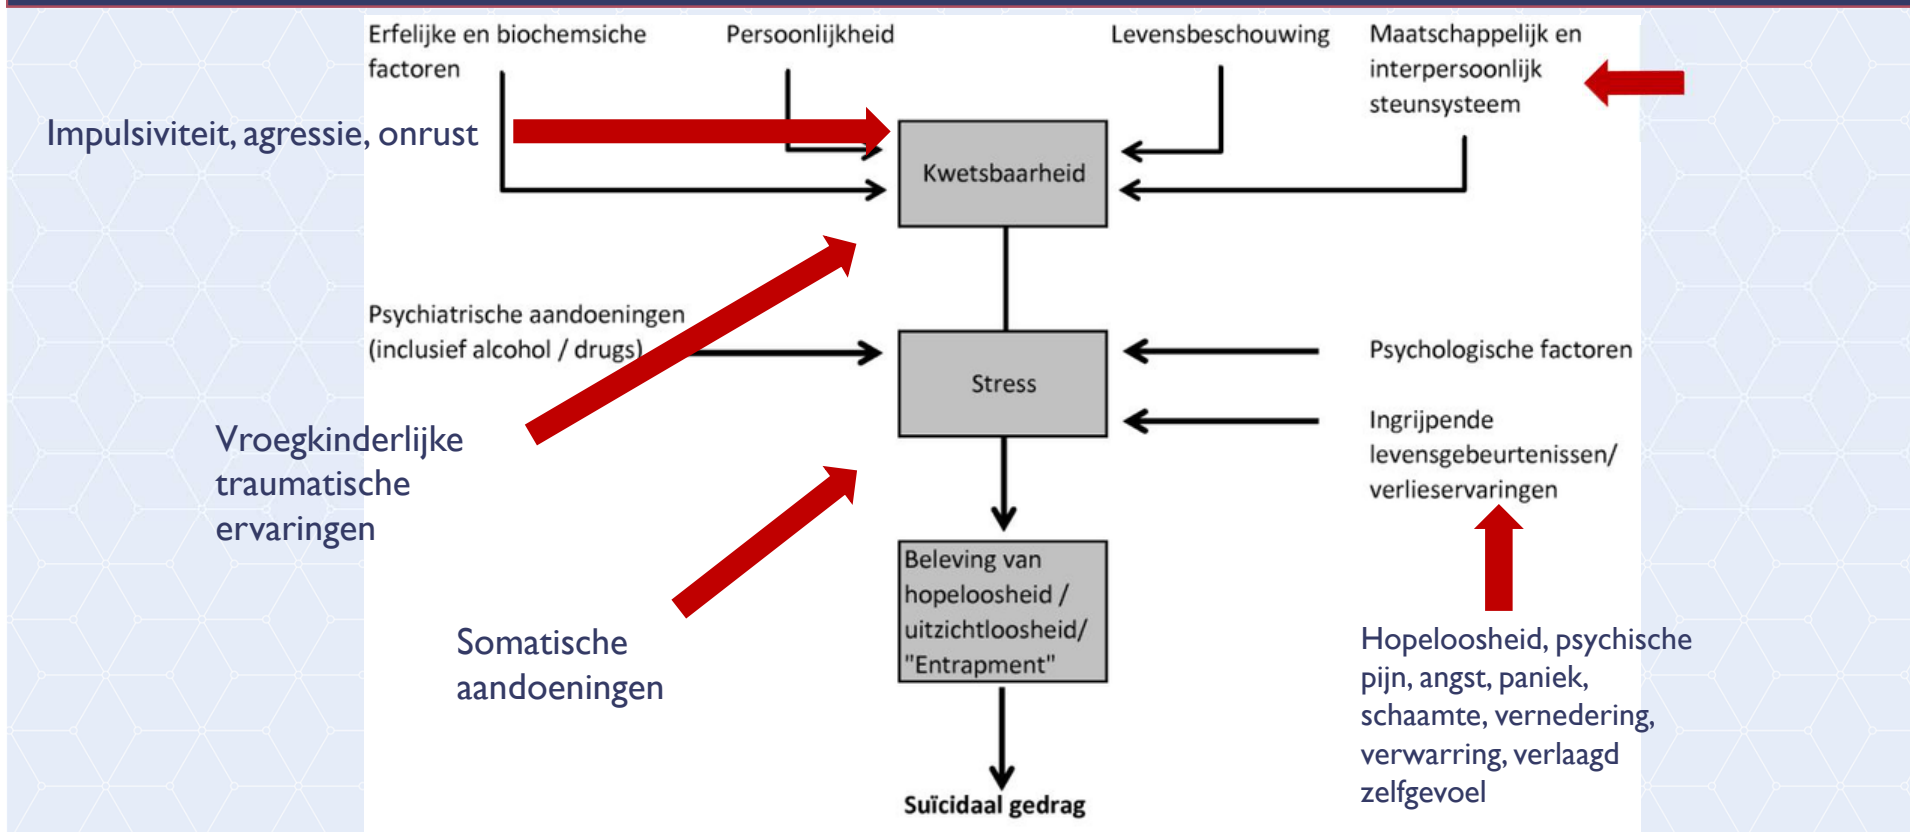 Erfelijke en biochemsiche
factoren
Persoonlijkheid
Levensbeschouwing
Maatschappelijk en
interpersoonlijk
steunsysteem
Impulsiviteit, agressie, onrust
Kwetsbaarheid
Psychiatrische aandoeningen
(inclusief alcohol / drugs)
Stress
Psychologische factoren
Ingrijpende
levensgebeurtenissen/
verlieservaringen
Vroegkinderlijke
traumatische
ervaringen
Somatische
aandoeningen
Beleving van
hopeloosheid /
uitzichtloosheid/
"Entrapment"
Hopeloosheid, psychische
pijn, angst, paniek,
schaamte, vernedering,
verwarring, verlaagd
zelfgevoel
Suïcidaal gedrag